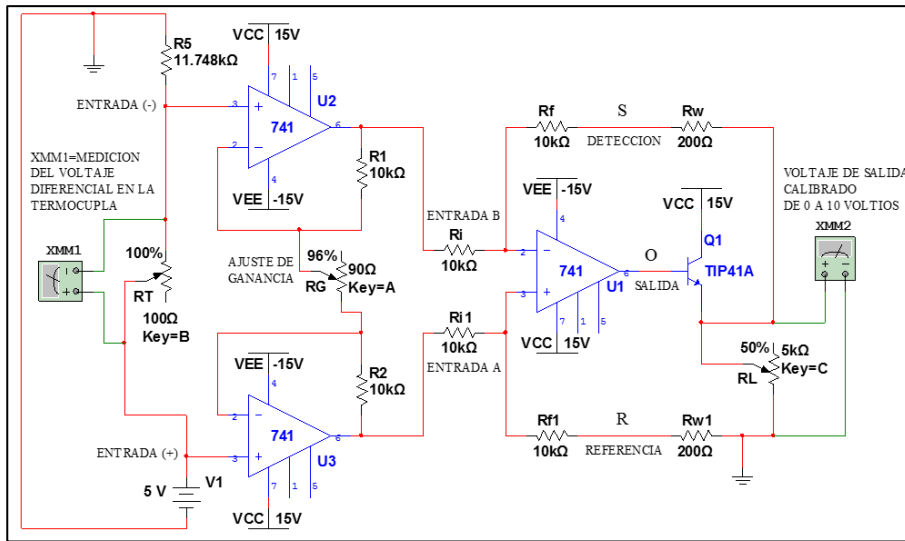 VCC
15V
R5
11.748kΩ
7
1
5
U2
ENTRADA (-)
3
+
741
6
2
−
4
VEE
-15V
R1
10kΩ
XMM1=MEDICION
DEL VOLTAJE
DIFERENCIAL EN LA
TERMOCUPLA
XMM1
−
+
100%
RT
100Ω
Key=B
AJUSTE DE
GANANCIA
96%
RG
90Ω
Key=A
ENTRADA B
Ri
10kΩ
Ri1
10kΩ
ENTRADA A
Rf
10kΩ
S
DETECCION
Rw
200Ω
VEE
-15V
4
2
−
741
3
+
6
U1
7
1
5
VCC
15V
O
SALIDA
VCC
15V
Q1
TIP41A
VOLTAJE DE SALIDA
CALIBRADO
DE 0 A 10 VOLTIOS
XMM2
+
−
50%
RL
5kΩ
Key=C
VEE
-15V
4
2
−
741
3
+
6
U3
7
1
5
VCC
15V
R2
10kΩ
ENTRADA (+)
V1
5 V
Rf1
10kΩ
R
REFERENCIA
Rw1
200Ω